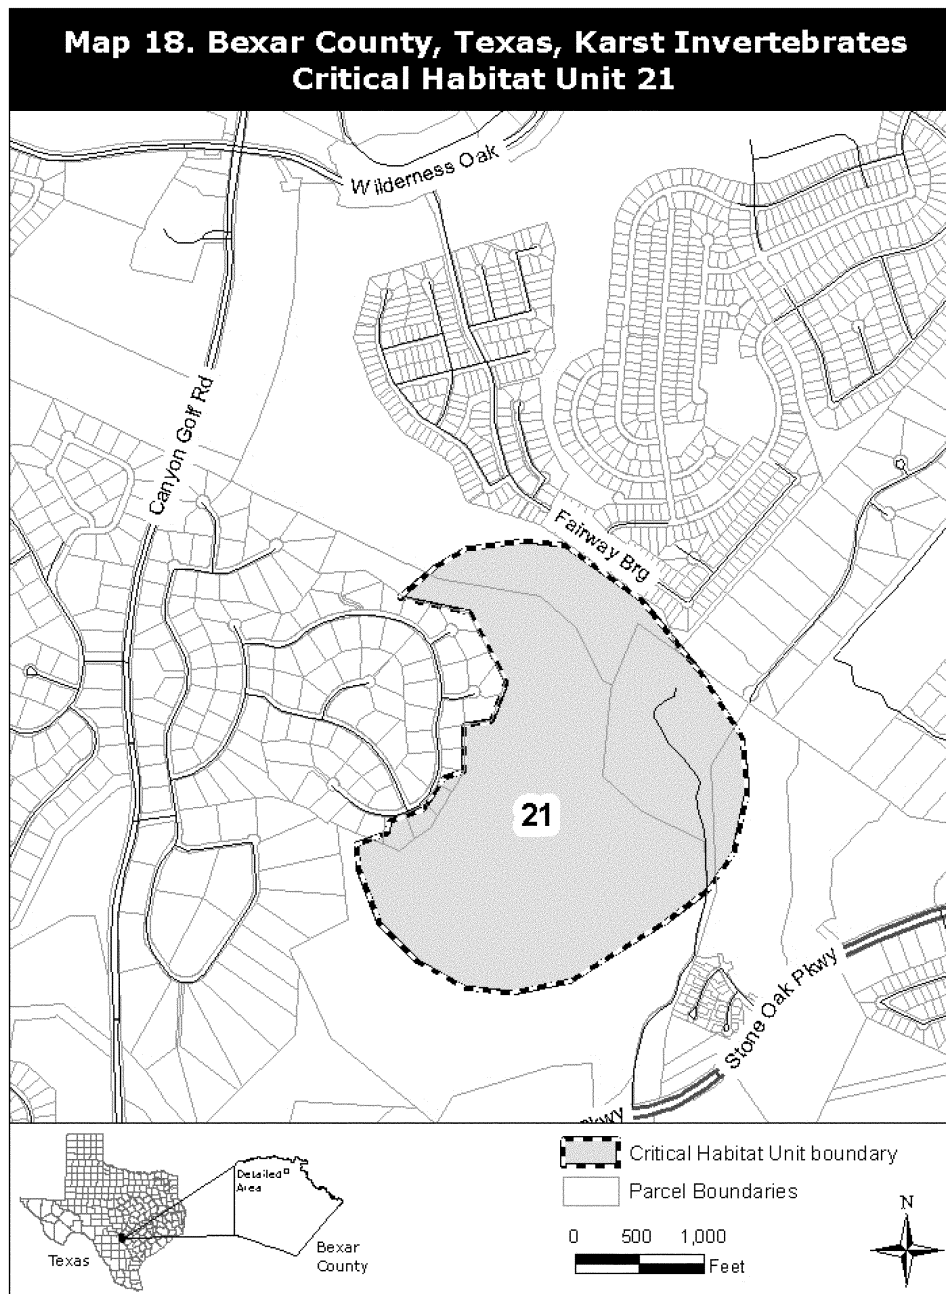 Map 18. Bexar County, Texas, Karst Invertebrates
Critical Habitat Unit 21
Wilderness Oak
Canyon Golf Rd
Fairway Brg
21
Stone Oak Pkwy
Pkwy
Texas
Detailed
Area
Bexar
County
Critical Habitat Unit boundary
Parcel Boundaries
0 500 1,000
Feet
N